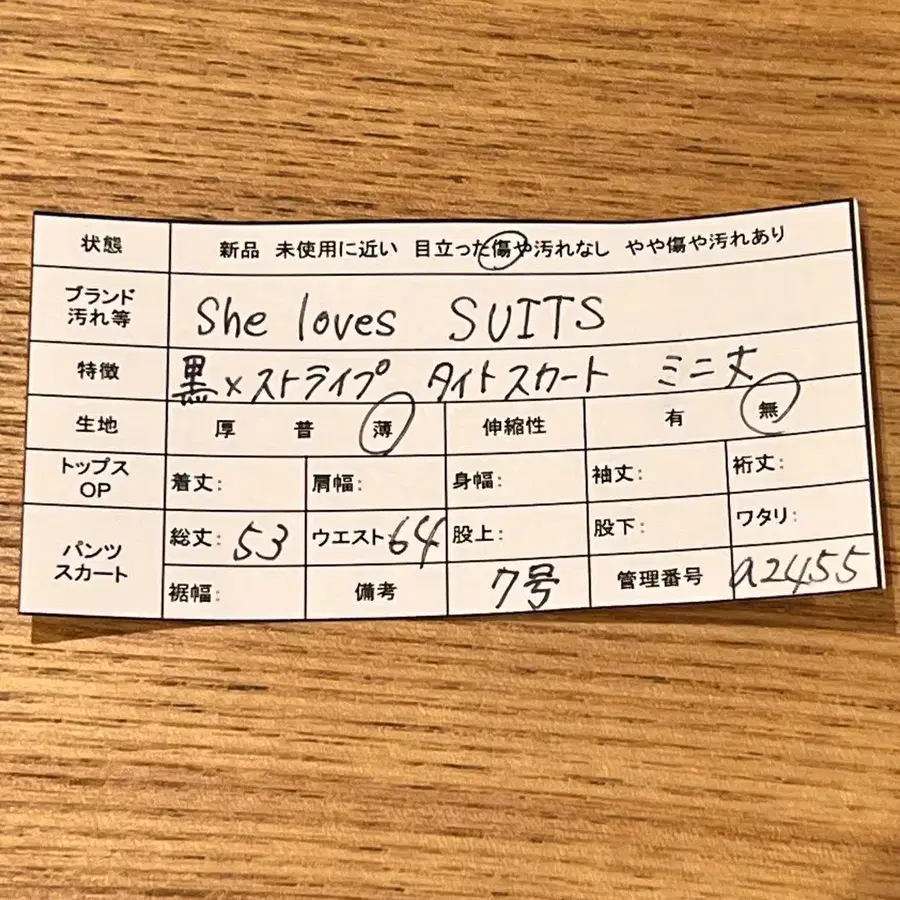 状態 新品 未使用に近い 目立った傷や汚れなし やや傷や汚れあり
ブランド
汚れ等 She loves SUITS
特徴 黒×ストライプ タイトスカート ミニ丈
生地 厚 普 薄 伸縮性 有 無
トップス
OP 着丈: 肩幅: 身幅: 袖丈: 裄丈:
パンツ
スカート 総丈: 53 ウエスト 64 股上: 股下: ワタリ:
裾幅: 備考 7号 管理番号 a2455